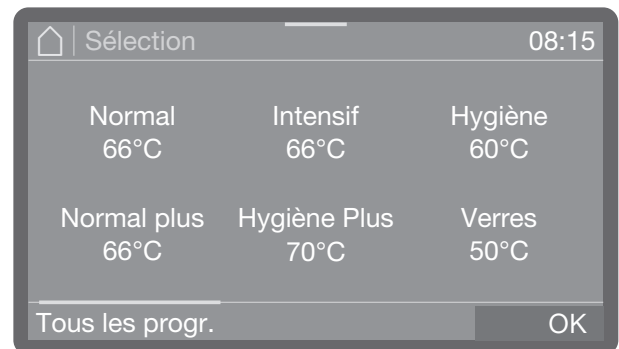 Sélection 08:15
Normal Intensif Hygiène
66°C 66°C 60°C
Normal plus Hygiène Plus Verres
66°C 70°C 50°C
Tous les progr. OK